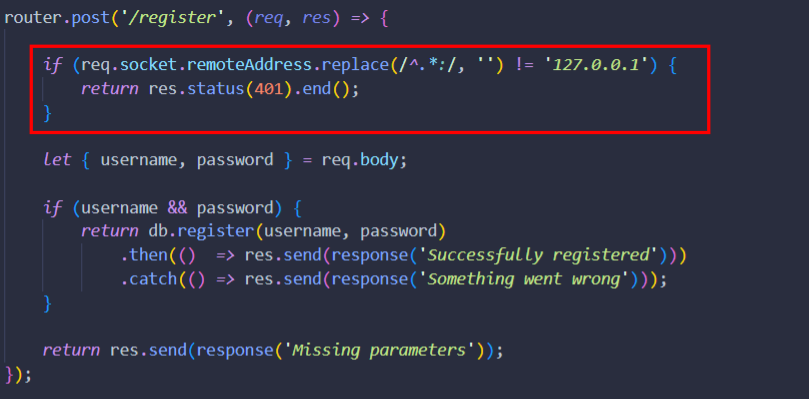 router.post('/register', (req, res) => {
if (req.socket.remoteAddress.replace(/^.*:/, '') != '127.0.0.1') {
return res.status(401).end();
}
let { username, password } = req.body;
if (username && password) {
return db.register(username, password)
.then(()  => res.send(response('Successfully registered')))
.catch(() => res.send(response('Something went wrong')));
}
return res.send(response('Missing parameters'));
});